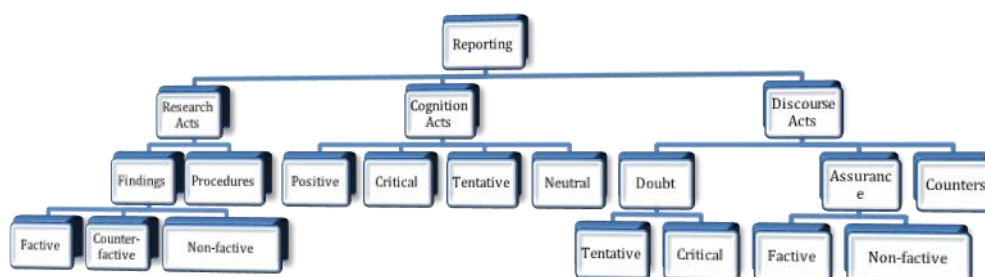 Reporting
Research
Acts
Cognition
Acts
Discourse
Acts
Findings
Procedures
Positive
Critical
Tentative
Neutral
Doubt
Assuranc
e
Counters
Factive
Counter-
factive
Non-factive
Tentative
Critical
Factive
Non-factive